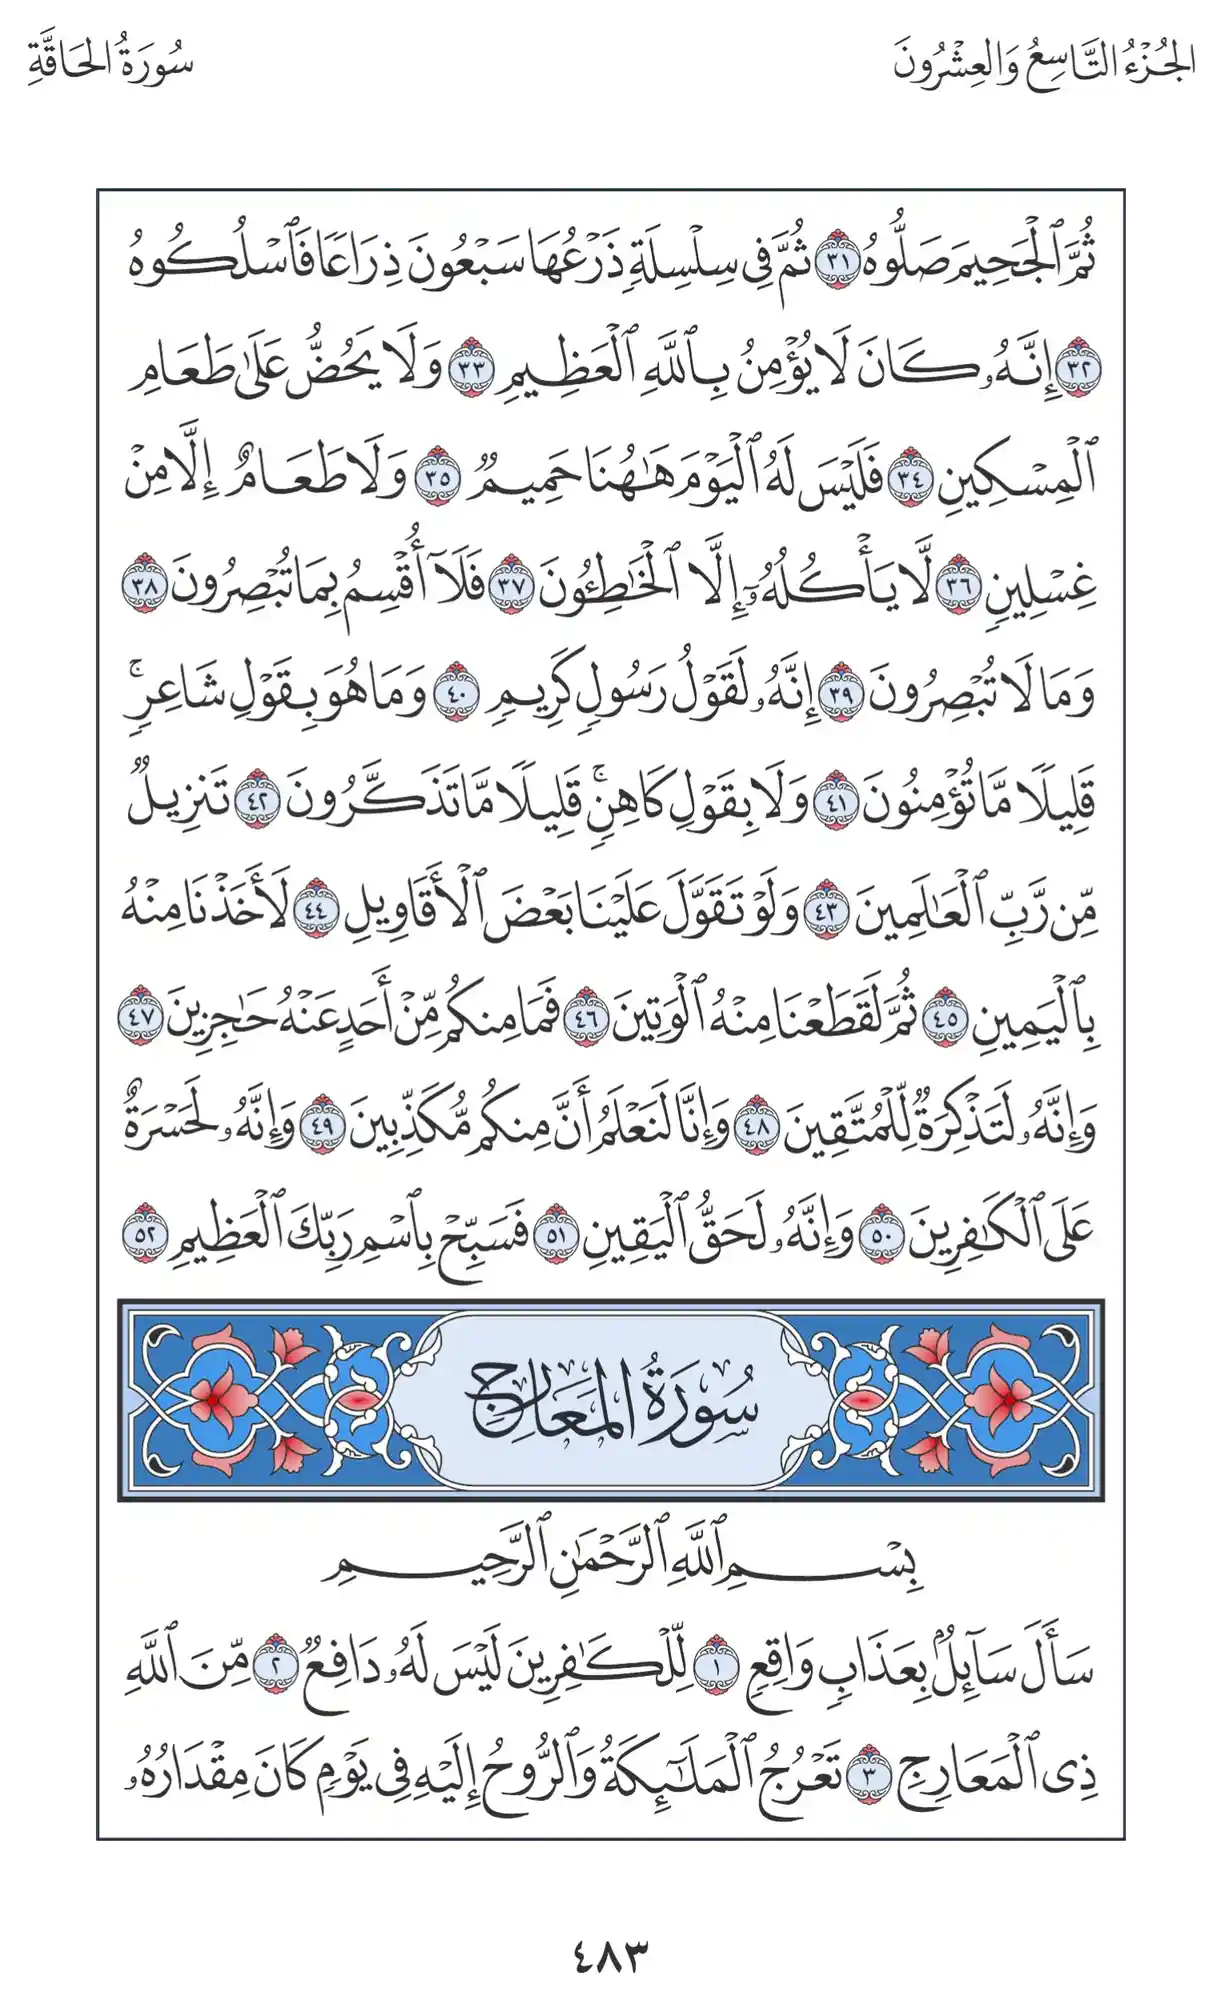 الجُزْءُ التَّاسِعُ وَالعِشْرُونَ
سُورَةُ الحَاقَّةِ
ثُمَّ ٱلْجَحِيمَ صَلُّوهُ ٣١ ثُمَّ فِي سِلْسِلَةٍ ذَرْعُهَا سَبْعُونَ ذِرَاعًا فَٱسْلُكُوهُ
٣٢ إِنَّهُۥ كَانَ لَا يُؤْمِنُ بِٱللَّهِ ٱلْعَظِيمِ ٣٣ وَلَا يَحُضُّ عَلَىٰ طَعَامِ
ٱلْمِسْكِينِ ٣٤ فَلَيْسَ لَهُ ٱلْيَوْمَ هَٰهُنَا حَمِيمٌ ٣٥ وَلَا طَعَامٌ إِلَّا مِنْ
غِسْلِينٍ ٣٦ لَّا يَأْكُلُهُۥٓ إِلَّا ٱلْخَٰطِـُٔونَ ٣٧ فَلَآ أُقْسِمُ بِمَا تُبْصِرُونَ ٣٨
وَمَا لَا تُبْصِرُونَ ٣٩ إِنَّهُۥ لَقَوْلُ رَسُولٍ كَرِيمٍ ٤٠ وَمَا هُوَ بِقَوْلِ شَاعِرٍۚ
قَلِيلًا مَّا تُؤْمِنُونَ ٤١ وَلَا بِقَوْلِ كَاهِنٍۚ قَلِيلًا مَّا تَذَكَّرُونَ ٤٢ تَنزِيلٌ
مِّن رَّبِّ ٱلْعَٰلَمِينَ ٤٣ وَلَوْ تَقَوَّلَ عَلَيْنَا بَعْضَ ٱلْأَقَاوِيلِ ٤٤ لَأَخَذْنَا مِنْهُ
بِٱلْيَمِينِ ٤٥ ثُمَّ لَقَطَعْنَا مِنْهُ ٱلْوَتِينَ ٤٦ فَمَا مِنكُم مِّنْ أَحَدٍ عَنْهُ حَٰجِزِينَ ٤٧
وَإِنَّهُۥ لَتَذْكِرَةٌ لِّلْمُتَّقِينَ ٤٨ وَإِنَّا لَنَعْلَمُ أَنَّ مِنكُم مُّكَذِّبِينَ ٤٩ وَإِنَّهُۥ لَحَسْرَةٌ
عَلَى ٱلْكَٰفِرِينَ ٥٠ وَإِنَّهُۥ لَحَقُّ ٱلْيَقِينِ ٥١ فَسَبِّحْ بِٱسْمِ رَبِّكَ ٱلْعَظِيمِ ٥٢
سُورَةُ المَعَارِجِ
بِسْمِ ٱللَّهِ ٱلرَّحْمَٰنِ ٱلرَّحِيمِ
سَأَلَ سَآئِلٌۢ بِعَذَابٍ وَاقِعٍ ١ لِّلْكَٰفِرِينَ لَيْسَ لَهُۥ دَافِعٌ ٢ مِّنَ ٱللَّهِ
ذِى ٱلْمَعَارِجِ ٣ تَعْرُجُ ٱلْمَلَٰٓئِكَةُ وَٱلرُّوحُ إِلَيْهِ فِى يَوْمٍ كَانَ مِقْدَارُهُۥ
٤٨٣